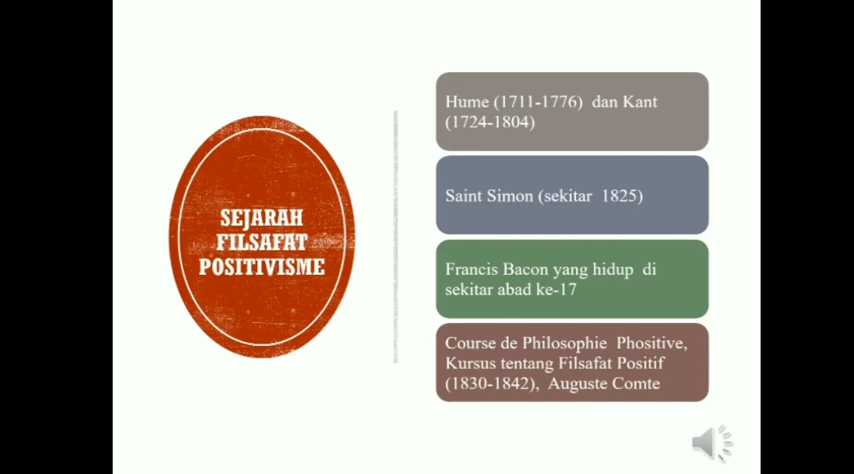 SEJARAH
FILSAFAT
POSITIVISME
Hume (1711-1776) dan Kant
(1724-1804)
Saint Simon (sekitar 1825)
Francis Bacon yang hidup di
sekitar abad ke-17
Course de Philosophie Phositive,
Kursus tentang Filsafat Positif
(1830-1842), Auguste Comte